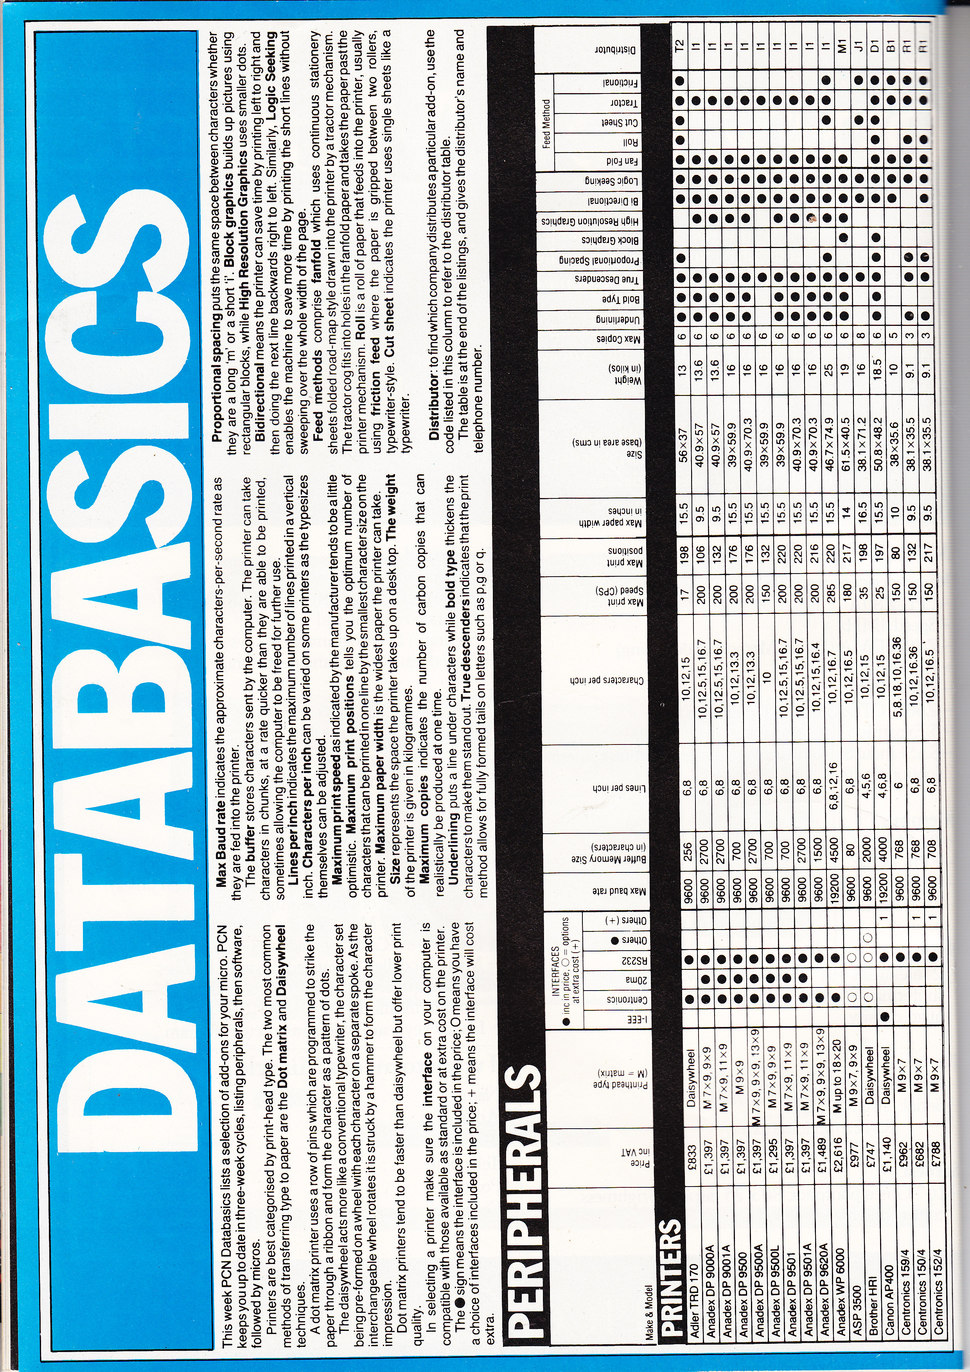 DATABASICS
This week PCN Databasics lists a selection of add-ons for your micro. PCN
keeps you up to date in three-week cycles, listing peripherals, then software,
followed by micros.
Printers are best categorised by print-head type. The two most common
methods of transferring type to paper are the Dot matrix and Daisywheel
techniques.
A dot matrix printer uses a row of pins which are programmed to strike the
paper through a ribbon and form the character as a pattern of dots.
The daisywheel acts more like a conventional typewriter, the character set
being pre-formed on a wheel with each character on a separate spoke. As the
interchangeable wheel rotates it is struck by a hammer to form the character
impression.
Dot matrix printers tend to be faster than daisywheel but offer lower print
quality.
In selecting a printer make sure the interface on your computer is
compatible with those available as standard or at extra cost on the printer.
The ● sign means the interface is included in the price; O means you have
a choice of interfaces included in the price; + means the interface will cost
extra.
Max Baud rate indicates the approximate characters-per-second rate as
they are fed into the printer.
The buffer stores characters sent by the computer. The printer can take
characters in chunks, at a rate quicker than they are able to be printed,
sometimes allowing the computer to be freed for further use.
Lines per inch indicates the maximum number of lines printed in a vertical
inch. Characters per inch can be varied on some printers as the typesizes
themselves can be adjusted.
Maximum print speed as indicated by the manufacturer tends to be a little
optimistic. Maximum print positions tells you the optimum number of
characters that can be printed in one line by the smallest character size on the
printer. Maximum paper width is the widest paper the printer can take.
Size represents the space the printer takes up on a desk top. The weight
of the printer is given in kilogrammes.
Maximum copies indicates the number of carbon copies that can
realistically be produced at one time.
Underlining puts a line under characters while bold type thickens the
characters to make them stand out. True descenders indicates that the print
method allows for fully formed tails on letters such as p,g or q.
Proportional spacing puts the same space between characters whether
they are a long 'm' or a short 'i'. Block graphics builds up pictures using
rectangular blocks, while High Resolution Graphics uses smaller dots.
Bidirectional means the printer can save time by printing left to right and
then doing the next line backwards right to left. Similarly, Logic Seeking
enables the machine to save more time by printing the short lines without
sweeping over the whole width of the page.
Feed methods comprise fanfold which uses continuous stationery
sheets folded road-map style drawn into the printer by a tractor mechanism.
The tractor cog fits into holes in the fanfold paper and takes the paper past the
printer mechanism. Roll is a roll of paper that feeds into the printer, usually
using friction feed where the paper is gripped between two rollers,
typewriter-style. Cut sheet indicates the printer uses single sheets like a
typewriter.
Distributor: to find which company distributes a particular add-on, use the
code listed in this column to refer to the distributor table.
The table is at the end of the listings, and gives the distributor's name and
telephone number.
PERIPHERALS
Make & Model
Price inc VAT
Printhead Type (M = matrix)
INTERFACES
● inc in price, ○ = options at extra cost (+)
I-EEE
Centronics
20ma
RS232
Others ●
Others (+)
Max baud rate
Buffer Memory Size (in characters)
Lines per inch
Characters per inch
Max print Speed (CPS)
Max print positions
Max paper width in inches
Size (base area in cms)
Weight (in kilos)
Max Copies
Underlining
Bold Type
True Descenders
Proportional Spacing
Block Graphics
High Resolution Graphics
Bi Directional
Logic Seeking
Feed Method
Fan Fold
Roll
Cut Sheet
Tractor
Frictional
Distributor
PRINTERS
Adler TRD 170 £833 Daisywheel 9600 256 6,8 10,12,15 17 198 15.5 56×37 13 6 T2
Anadex DP 9000A £1,397 M 7×9, 9×9 9600 2700 6,8 10,12.5,15,16.7 200 106 9.5 40.9×57 13.6 6 I1
Anadex DP 9001A £1,397 M 7×9, 11×9 9600 2700 6,8 10,12.5,15,16.7 200 132 9.5 40.9×57 13.6 6 I1
Anadex DP 9500 £1,397 M 9×9 9600 700 6,8 10,12,13.3 200 176 15.5 39×59.9 16 6 I1
Anadex DP 9500A £1,397 M 7×9, 9×9, 13×9 9600 2700 6,8 10,12,13.3 200 176 15.5 40.9×70.3 16 6 I1
Anadex DP 9500L £1,295 M 7×9, 9×9 9600 700 6,8 10 150 132 15.5 39×59.9 16 6 I1
Anadex DP 9501 £1,397 M 7×9, 11×9 9600 700 6,8 10,12.5,15,16.7 200 220 15.5 39×59.9 16 6 I1
Anadex DP 9501A £1,397 M 7×9, 11×9 9600 2700 6,8 10,12.5,15,16.7 200 220 15.5 40.9×70.3 16 6 I1
Anadex DP 9620A £1,489 M 7×9, 9×9, 13×9 9600 1500 6,8 10,12,15,16.4 200 216 15.5 40.9×70.3 16 6 I1
Anadex WP 6000 £2,616 M up to 18×20 19200 4500 6,8,12,16 10,12,16.7 285 220 15.5 46.7×74.9 25 6 I1
ASP 3500 £977 M 9×7, 9×9 9600 80 6,8 10,12,16.5 180 217 14 61.5×40.5 19 6 M1
Brother HRI £747 Daisywheel 9600 2000 4,5,6 10,12,15 35 198 16.5 38.1×71.2 16 8 J1
Canon AP400 £1,140 Daisywheel 1 19200 4000 4,6,8 10,12,15 25 197 15.5 50.8×48.2 18.5 6 D1
Centronics 159/4 £962 M 9×7 9600 768 6 5,8.18,10,16.36 150 80 10 38×35.6 10 5 B1
Centronics 150/4 £682 M 9×7 1 9600 768 6,8 10,12,16.36 150 132 9.5 38.1×35.5 9.1 3 R1
Centronics 152/4 £788 M 9×7 1 9600 708 6,8 10,12,16.5 150 217 9.5 38.1×35.5 9.1 3 R1